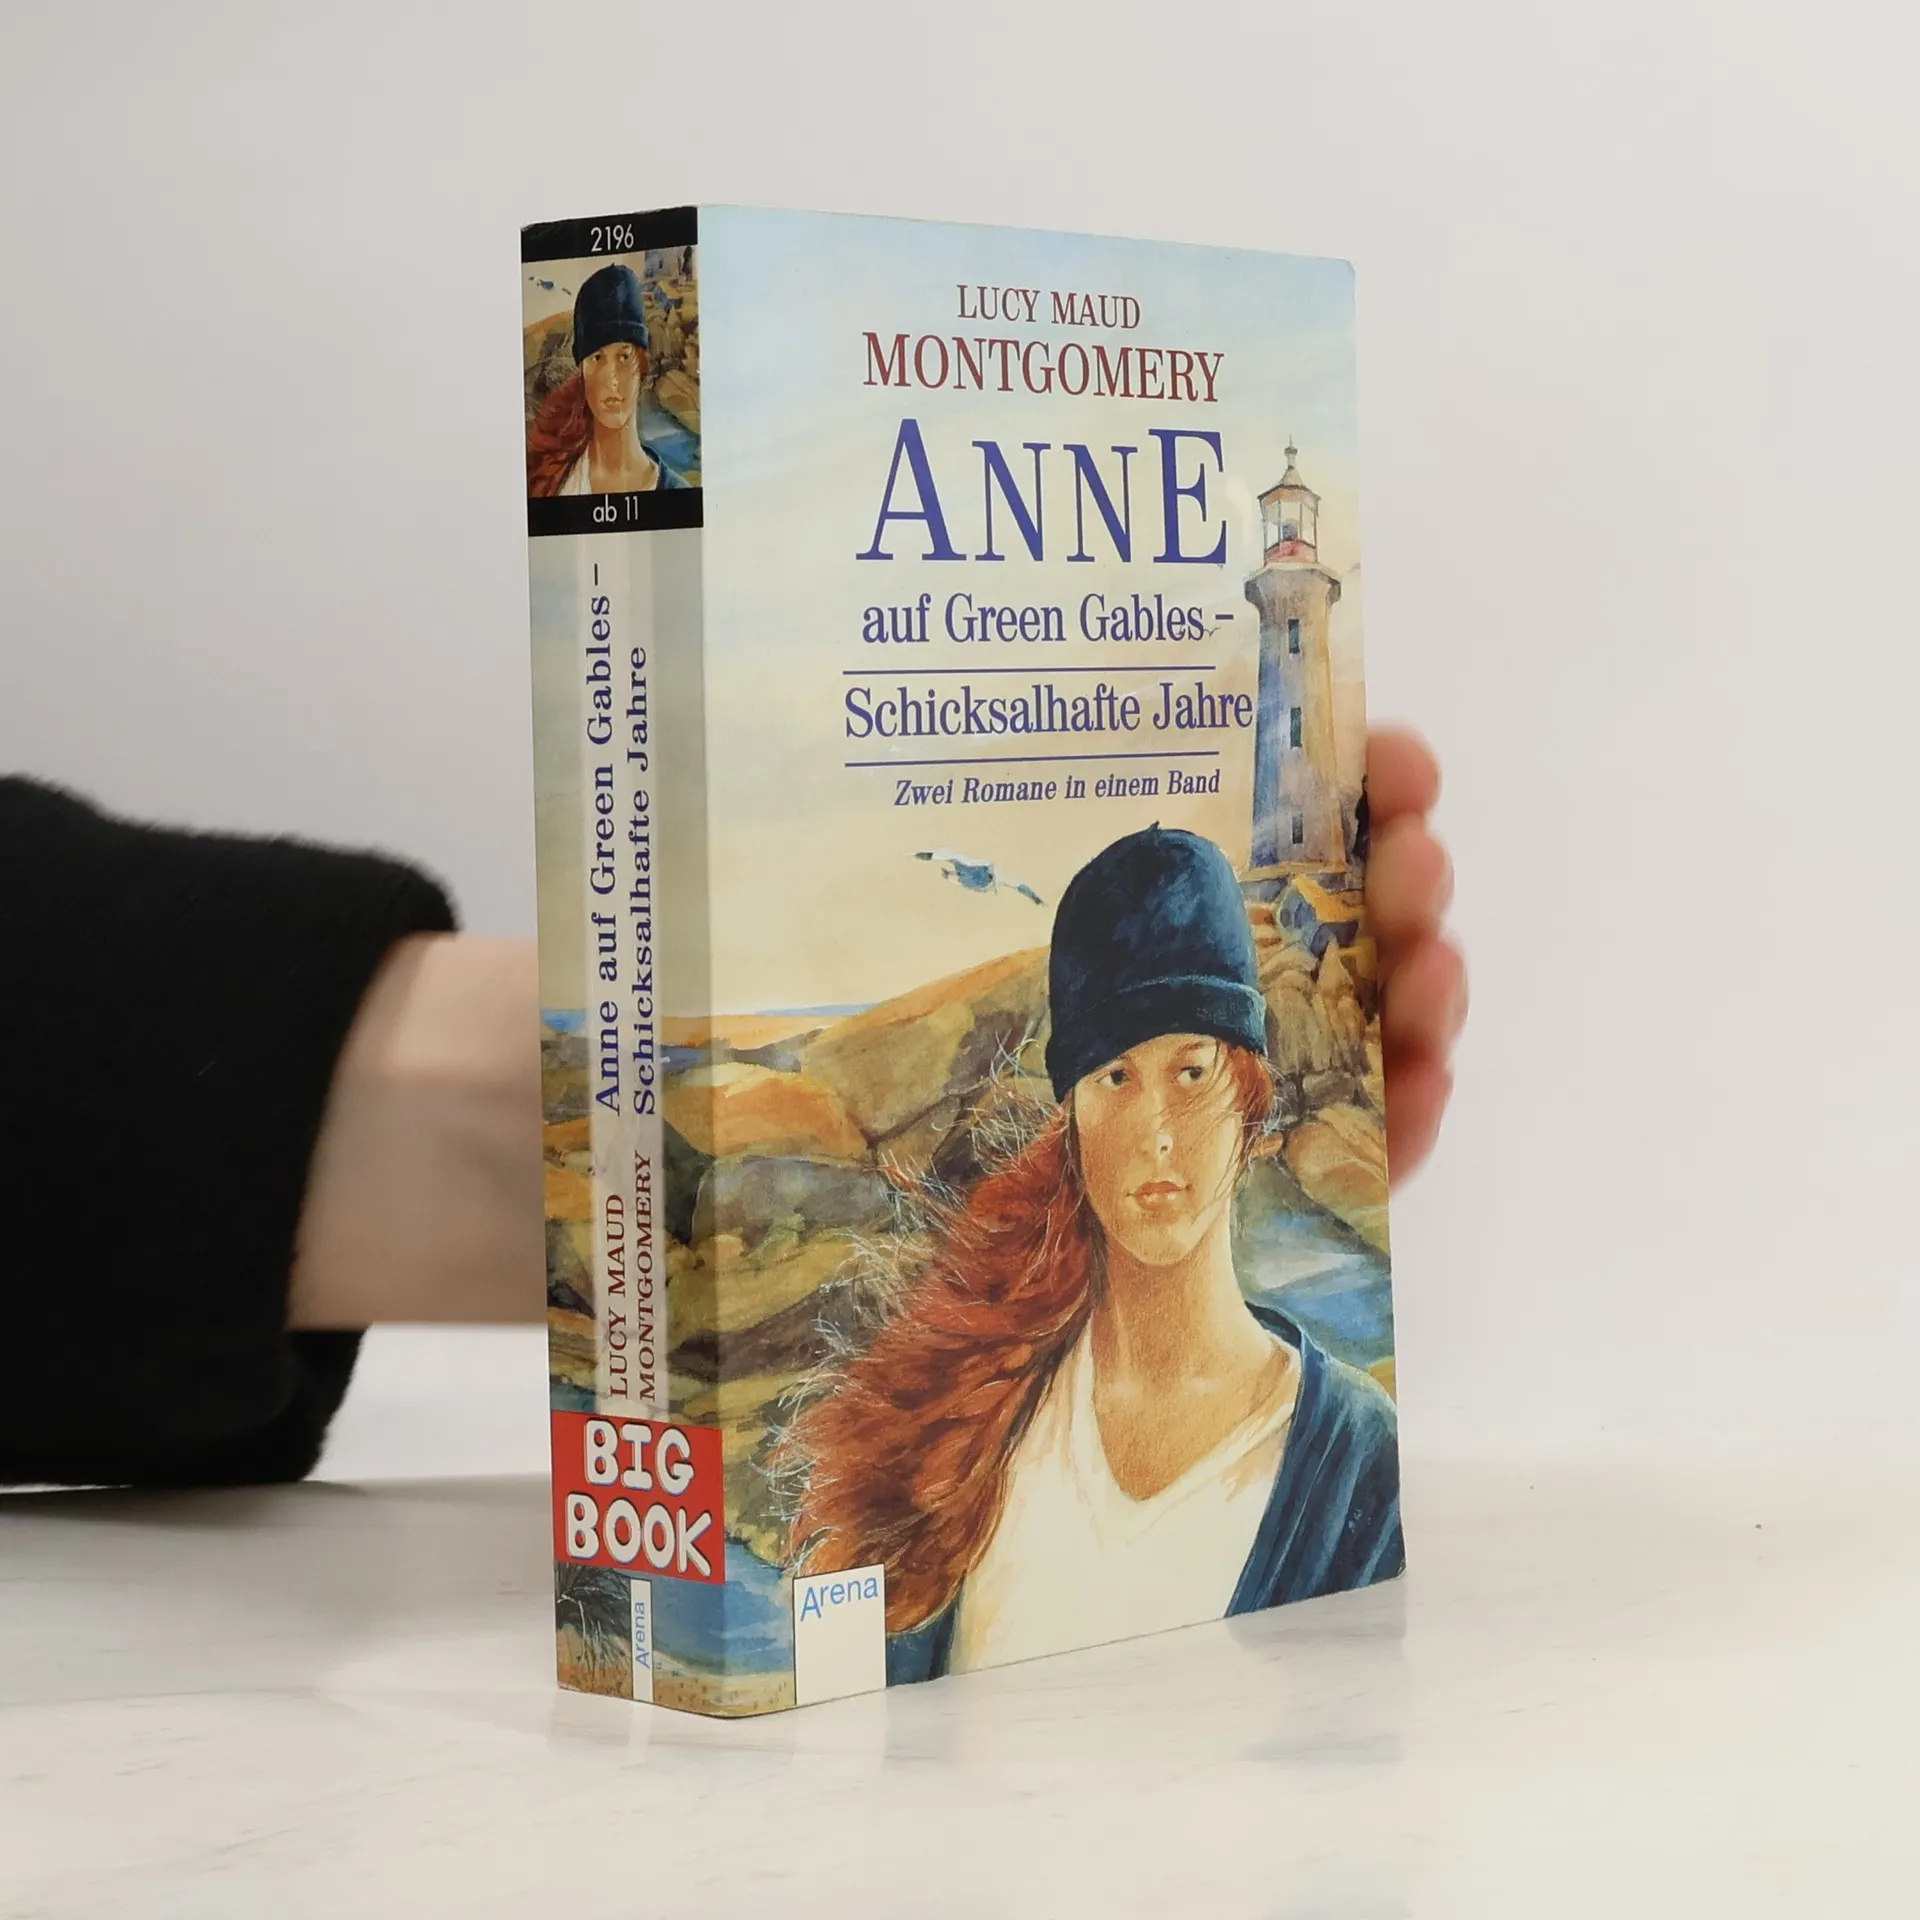 2196
ab 11
Anne auf Green Gables –
Schicksalhafte Jahre
LUCY MAUD
MONTGOMERY
BIG
BOOK
Arena
LUCY MAUD
MONTGOMERY
ANNE
auf Green Gables –
Schicksalhafte Jahre
Zwei Romane in einem Band
Arena